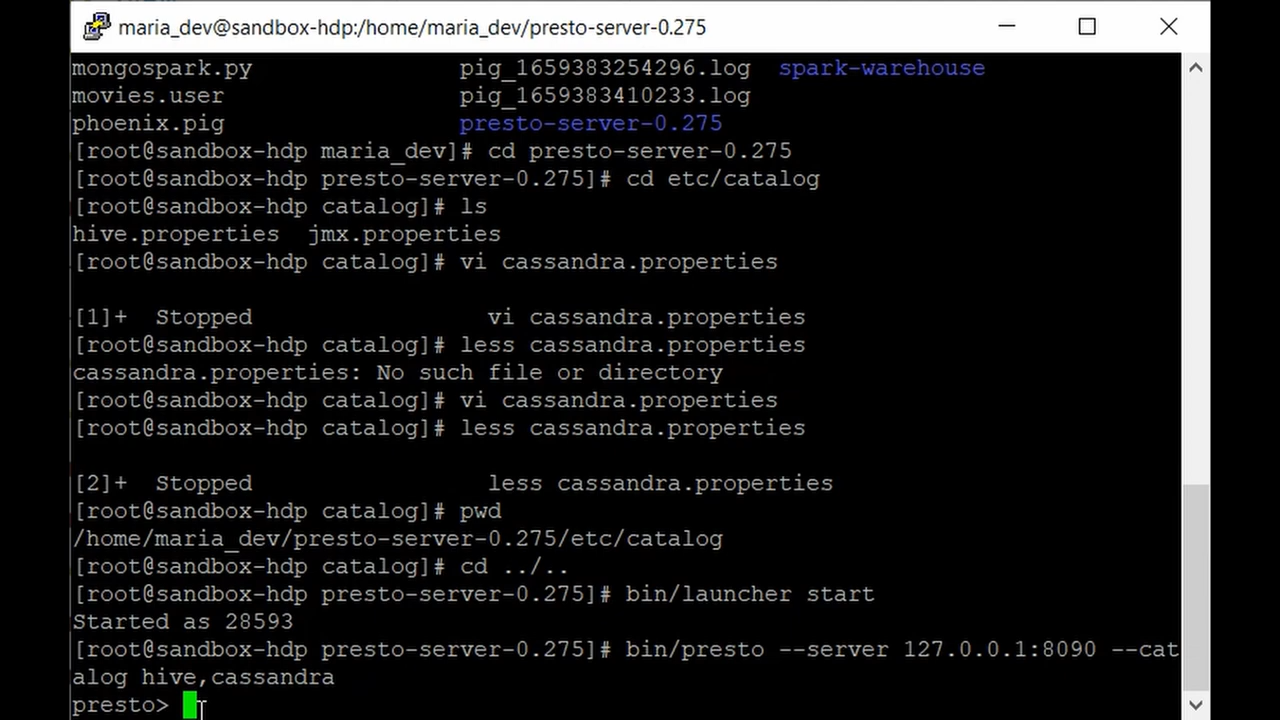 maria_dev@sandbox-hdp:/home/maria_dev/presto-server-0.275
mongospark.py pig_1659383254296.log spark-warehouse
movies.user pig_1659383410233.log
phoenix.pig presto-server-0.275
[root@sandbox-hdp maria_dev]# cd presto-server-0.275
[root@sandbox-hdp presto-server-0.275]# cd etc/catalog
[root@sandbox-hdp catalog]# ls
hive.properties jmx.properties
[root@sandbox-hdp catalog]# vi cassandra.properties
[1]+ Stopped vi cassandra.properties
[root@sandbox-hdp catalog]# less cassandra.properties
cassandra.properties: No such file or directory
[root@sandbox-hdp catalog]# vi cassandra.properties
[root@sandbox-hdp catalog]# less cassandra.properties
[2]+ Stopped less cassandra.properties
[root@sandbox-hdp catalog]# pwd
/home/maria_dev/presto-server-0.275/etc/catalog
[root@sandbox-hdp catalog]# cd ../..
[root@sandbox-hdp presto-server-0.275]# bin/launcher start
Started as 28593
[root@sandbox-hdp presto-server-0.275]# bin/presto --server 127.0.0.1:8090 --cat
alog hive,cassandra
presto>